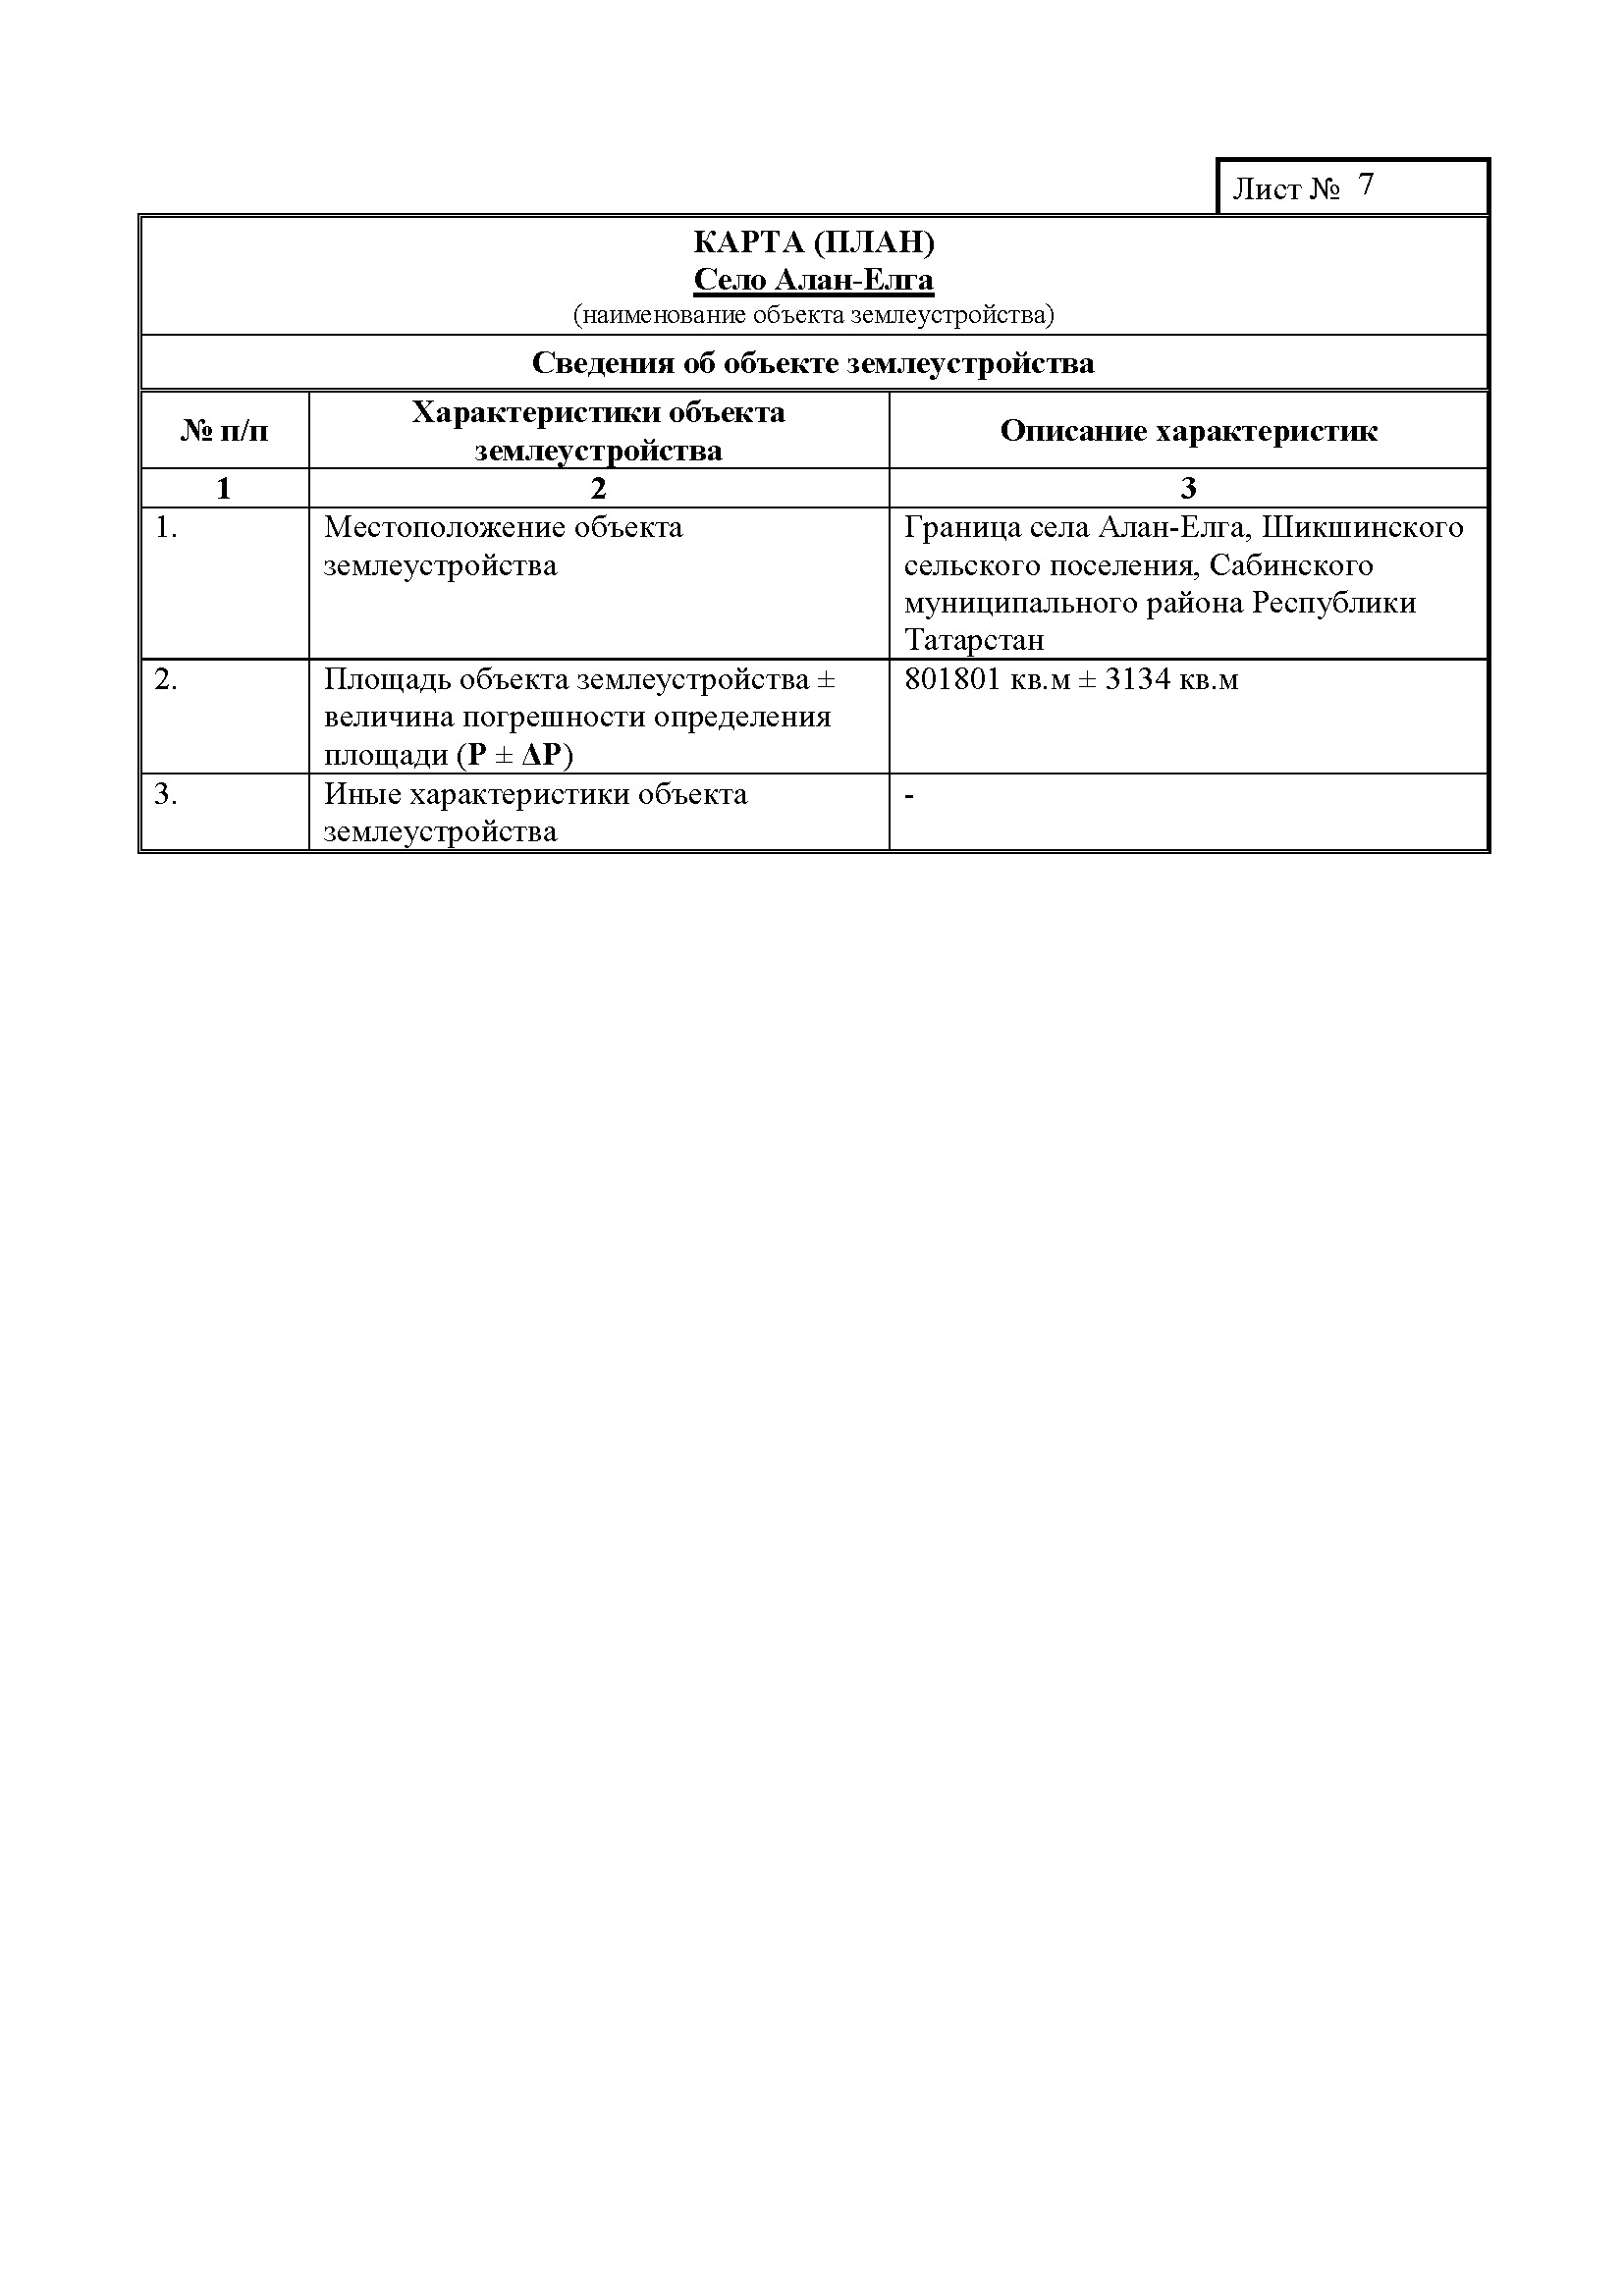 Лист № 7
КАРТА (ПЛАН)
Село Алан-Елга
(наименование объекта землеустройства)
Сведения об объекте землеустройства
№ п/п
Характеристики объекта
землеустройства
Описание характеристик
1
2
3
1.
Местоположение объекта
землеустройства
Граница села Алан-Елга, Шикшинского
сельского поселения, Сабинского
муниципального района Республики
Татарстан
2.
Площадь объекта землеустройства ±
величина погрешности определения
площади (P ± ΔP)
801801 кв.м ± 3134 кв.м
3.
Иные характеристики объекта
землеустройства
-